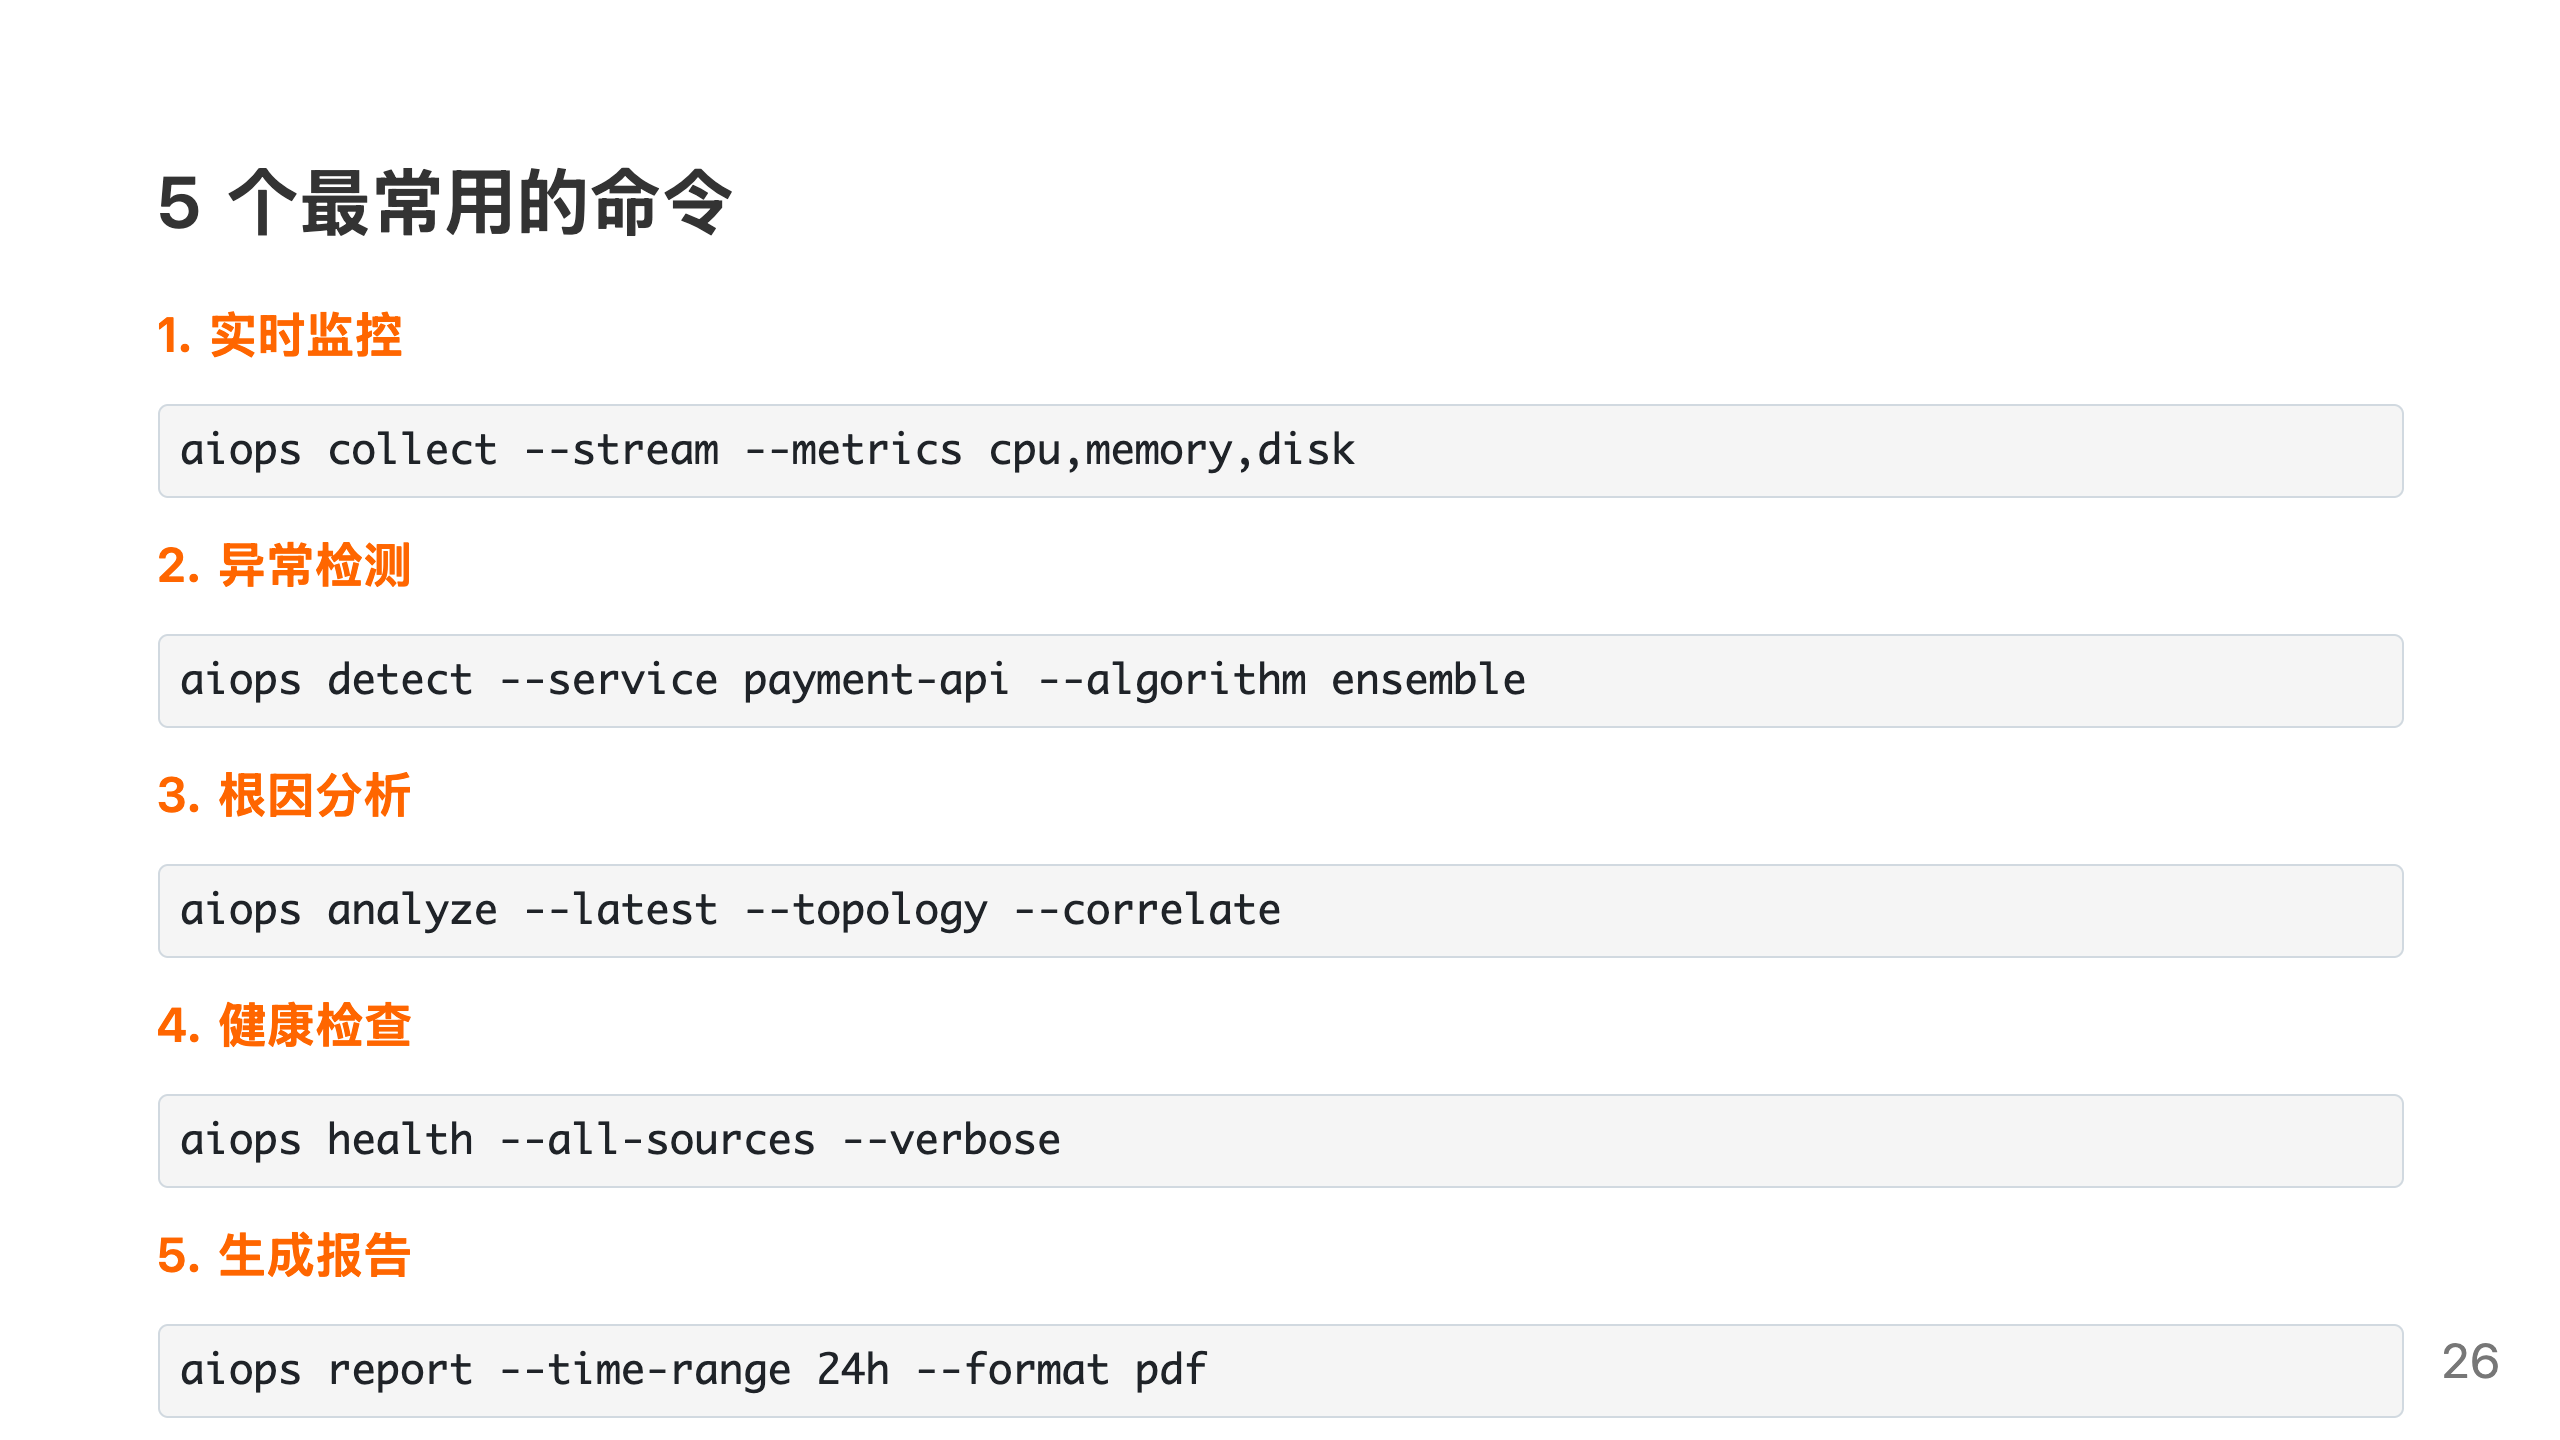 5 个最常用的命令
1. 实时监控
aiops collect --stream --metrics cpu,memory,disk
2. 异常检测
aiops detect --service payment-api --algorithm ensemble
3. 根因分析
aiops analyze --latest --topology --correlate
4. 健康检查
aiops health --all-sources --verbose
5. 生成报告
aiops report --time-range 24h --format pdf
26